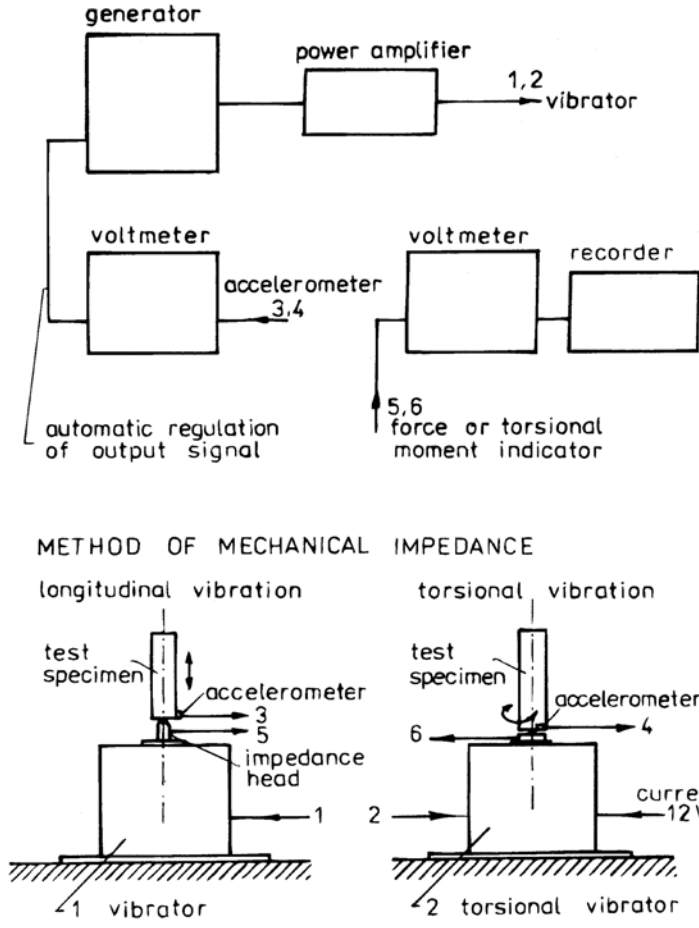 generator
power amplifier
1,2
vibrator
voltmeter
accelerometer
3,4
voltmeter
recorder
automatic regulation
of output signal
5,6
force or torsional
moment indicator
METHOD OF MECHANICAL IMPEDANCE
longitudinal vibration
test
specimen
accelerometer
3
5
impedance
head
1
1 vibrator
torsional vibration
test
specimen
accelerometer
4
6
2
12
2 torsional vibrator